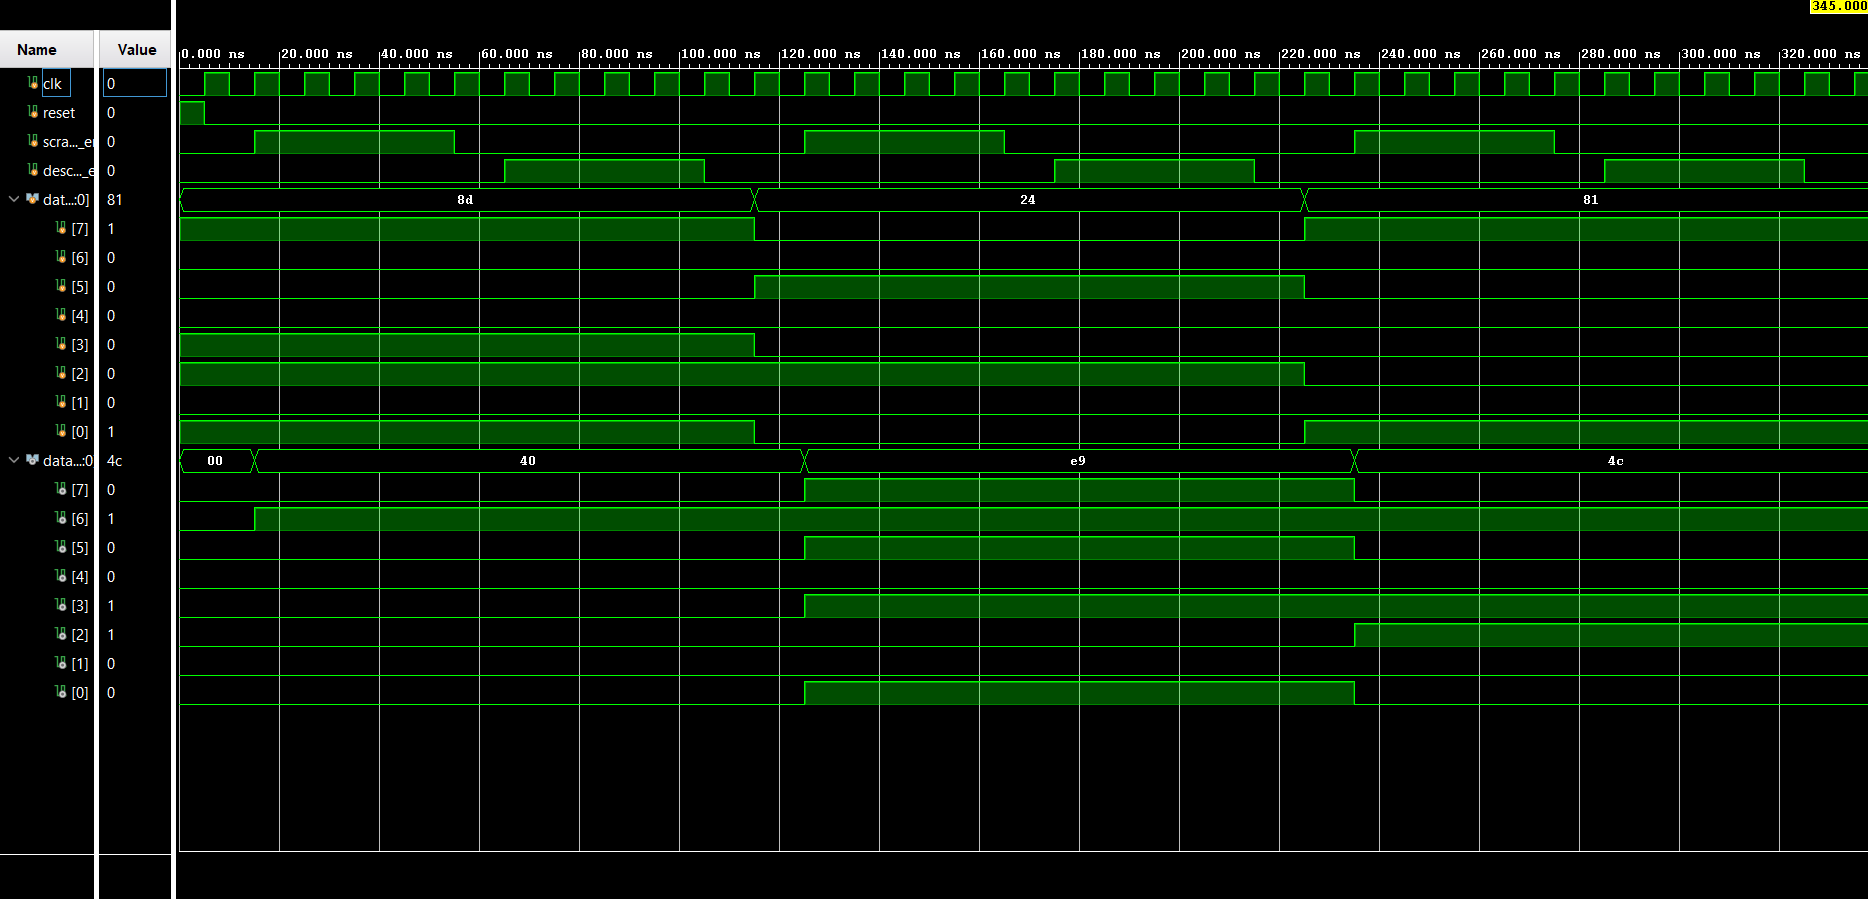 345.000
Name Value
0.000 ns 20.000 ns 40.000 ns 60.000 ns 80.000 ns 100.000 ns 120.000 ns 140.000 ns 160.000 ns 180.000 ns 200.000 ns 220.000 ns 240.000 ns 260.000 ns 280.000 ns 300.000 ns 320.000 ns
clk 0
reset 0
scra..._e 0
desc..._e 0
dat...:0] 81 8d 24 81
[7] 1
[6] 0
[5] 0
[4] 0
[3] 0
[2] 0
[1] 0
[0] 1
data...:0] 4c 00 40 e9 4c
[7] 0
[6] 1
[5] 0
[4] 0
[3] 1
[2] 1
[1] 0
[0] 0